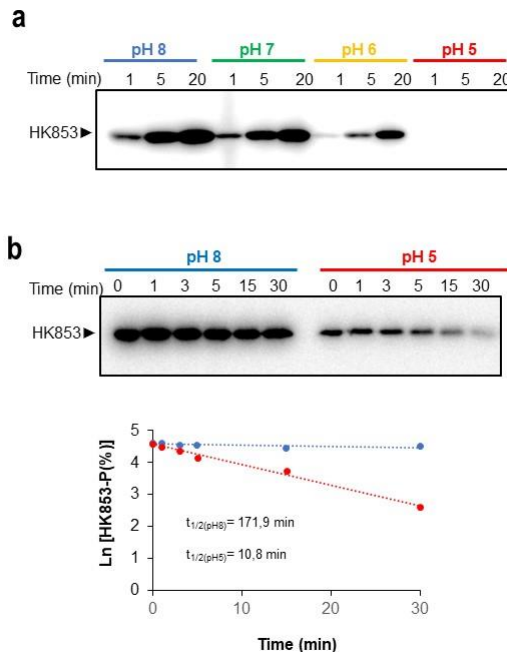 a
pH 8 pH 7 pH 6 pH 5
Time (min) 1 5 20 1 5 20 1 5 20 1 5 20
HK853
b
pH 8 pH 5
Time (min) 0 1 3 5 15 30 0 1 3 5 15 30
HK853
Ln [HK853-P(%)]
5
4
3
2
1
0
t1/2(pH8)= 171,9 min
t1/2(pH5)= 10,8 min
0 10 20 30
Time (min)